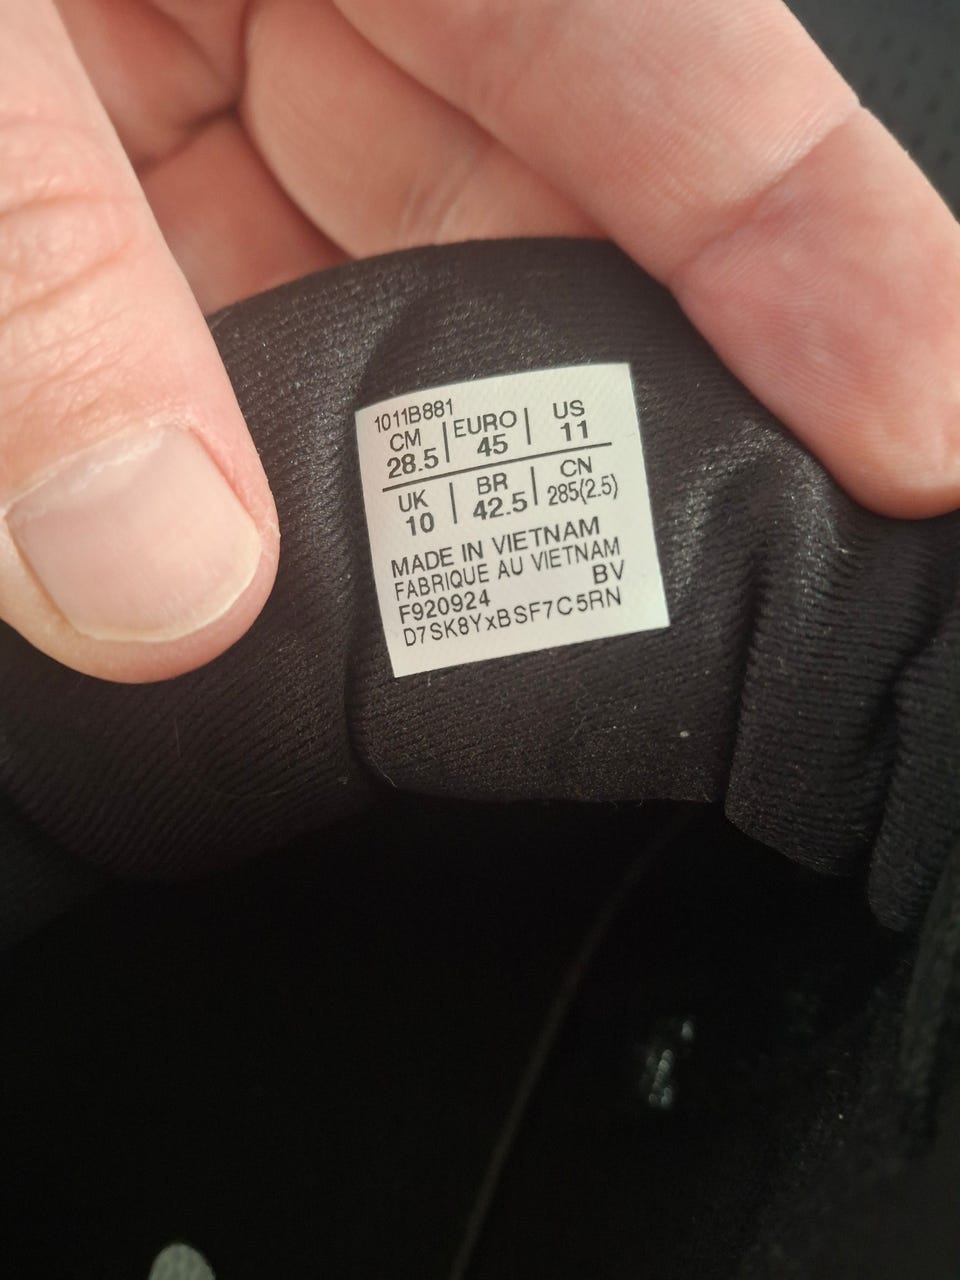 1011B881
CM | EURO | US
28.5 | 45 | 11
UK | BR | CN
10 | 42.5 | 285(2.5)
MADE IN VIETNAM
FABRIQUE AU VIETNAM
F920924 BV
D7SK8YxBSF7C5RN